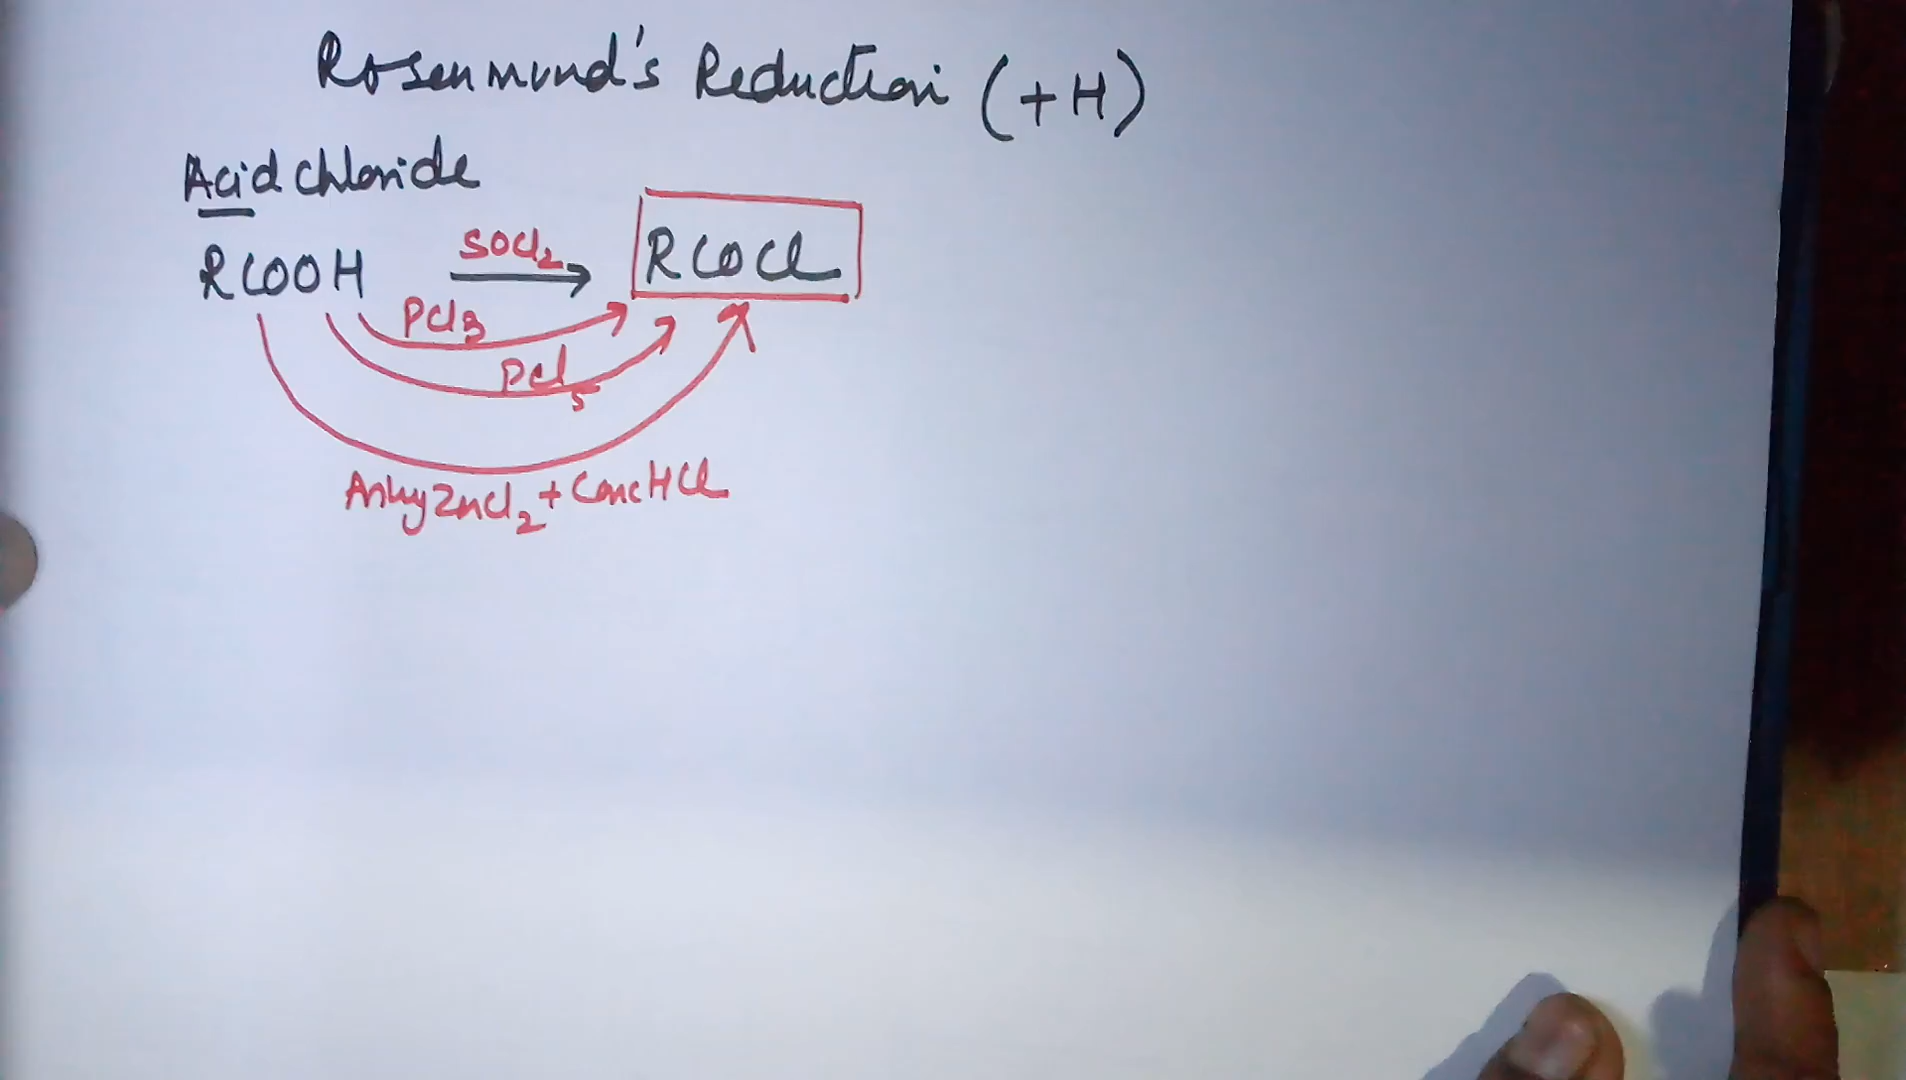 Rosenmund's Reduction (+H)
Acid chloride
RCOOH SOCl2 → RCOCl
PCl3
PCl5
Anhy ZnCl2 + Conc HCl